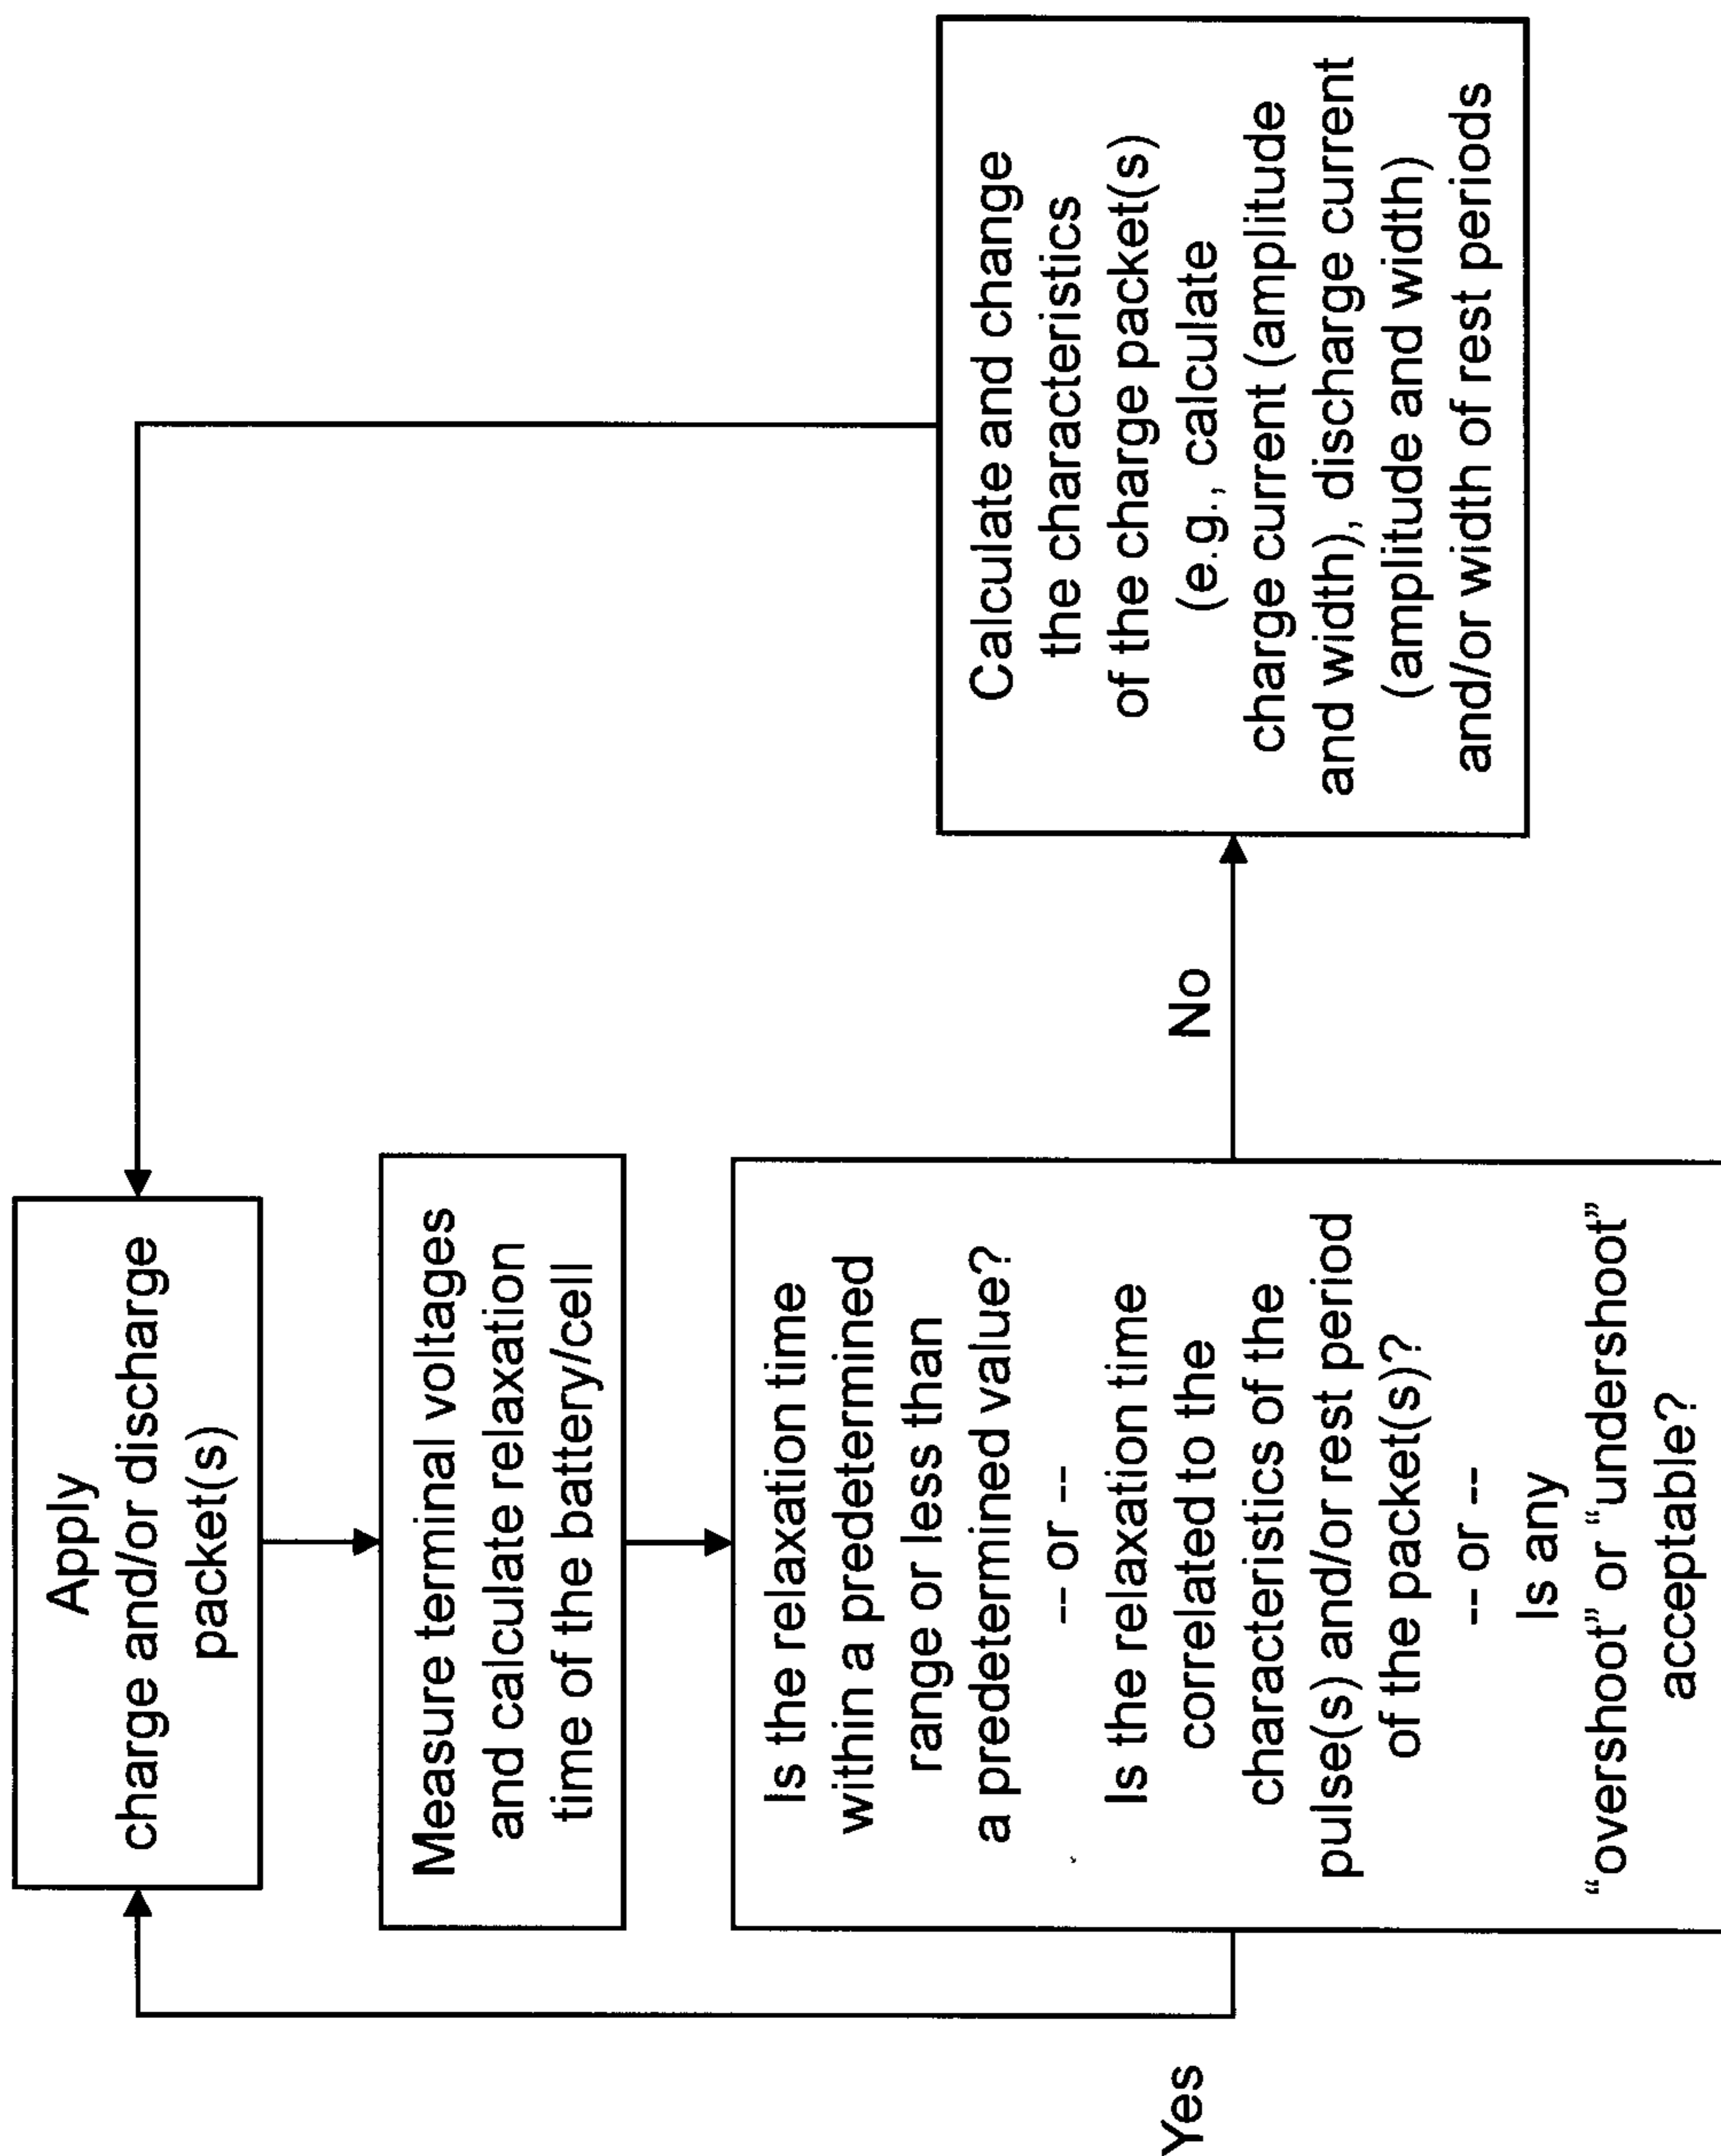 Apply
charge and/or discharge
packet(s)
Measure terminal voltages
and calculate relaxation
time of the battery/cell
Is the relaxation time
within a predetermined
range or less than
a predetermined value?
-- or --
Is the relaxation time
correlated to the
characteristics of the
pulse(s) and/or rest period
of the packet(s)?
-- or --
Is any
“overshoot” or “undershoot”
acceptable?
Yes
No
Calculate and change
the characteristics
of the charge packet(s)
(e.g., calculate
charge current (amplitude
and width), discharge current
(amplitude and width)
and/or width of rest periods